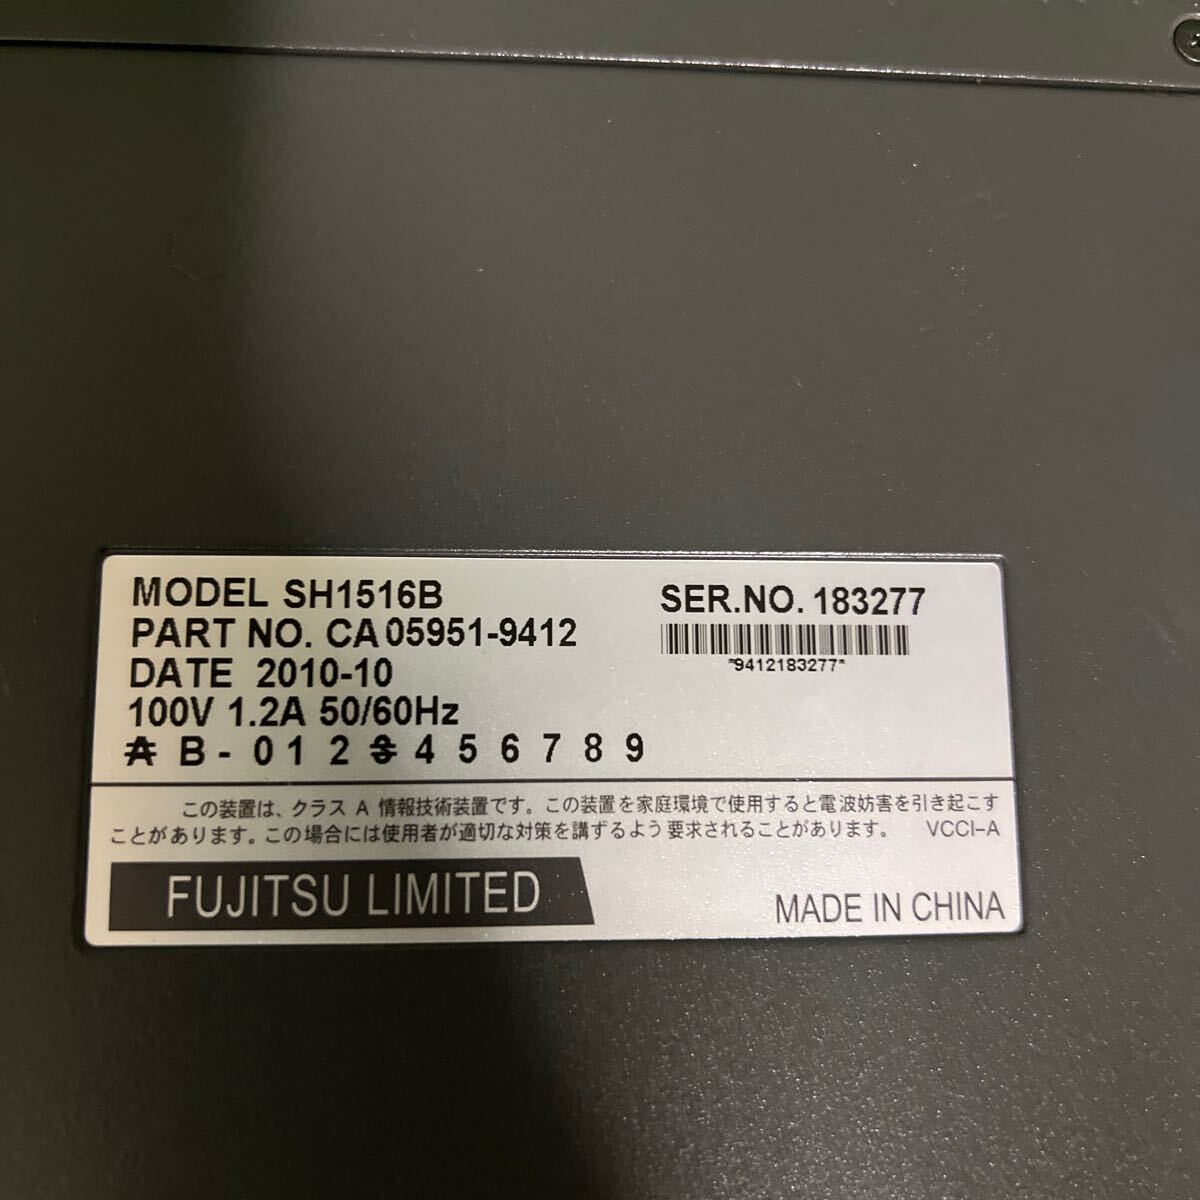 MODEL SH1516B
PART NO. CA05951-9412
DATE 2010-10
100V 1.2A 50/60Hz
A B - 0 1 2 3 4 5 6 7 8 9
SER.NO. 183277
*9412183277*
この装置は、クラス A 情報技術装置です。この装置を家庭環境で使用すると電波妨害を引き起こす
ことがあります。この場合には使用者が適切な対策を講ずるよう要求されることがあります。 VCCI-A
FUJITSU LIMITED
MADE IN CHINA